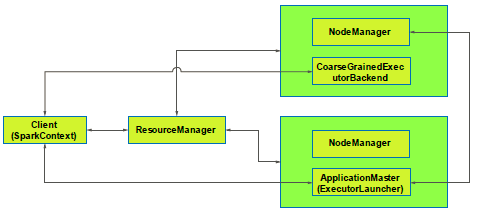 NodeManager
CoarseGrainedExec
utorBackend
Client
(SparkContext)
ResourceManager
NodeManager
ApplicationMaster
(ExecutorLauncher)